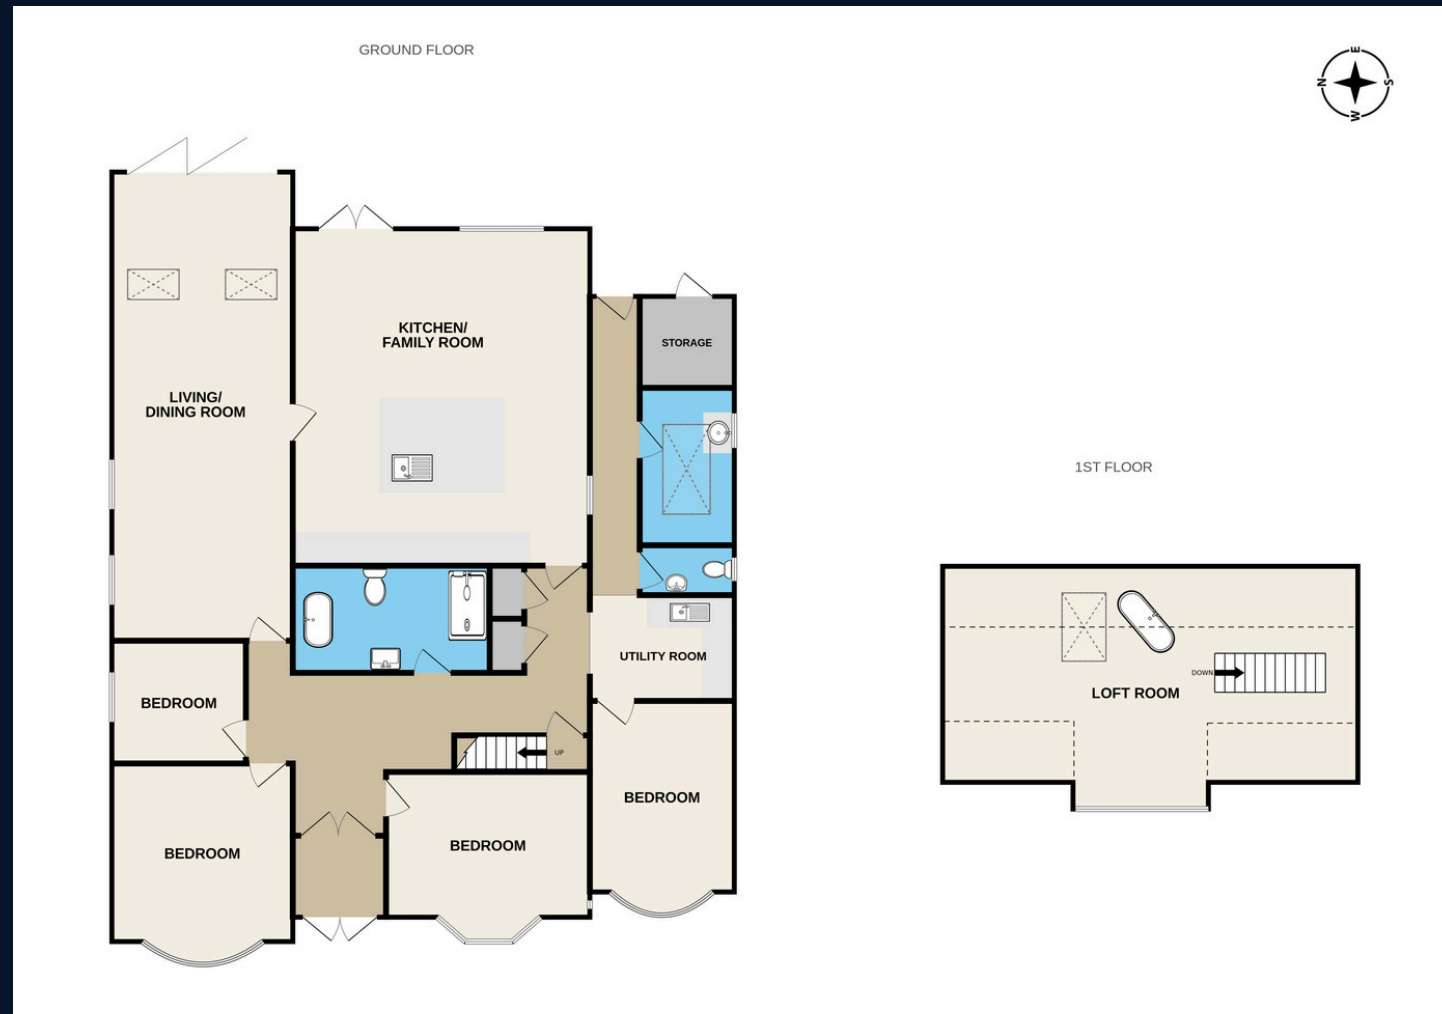 GROUND FLOOR
E
N
S
W
KITCHEN/
FAMILY ROOM
STORAGE
LIVING/
DINING ROOM
1ST FLOOR
UTILITY ROOM
DOWN
LOFT ROOM
BEDROOM
UP
BEDROOM
BEDROOM
BEDROOM